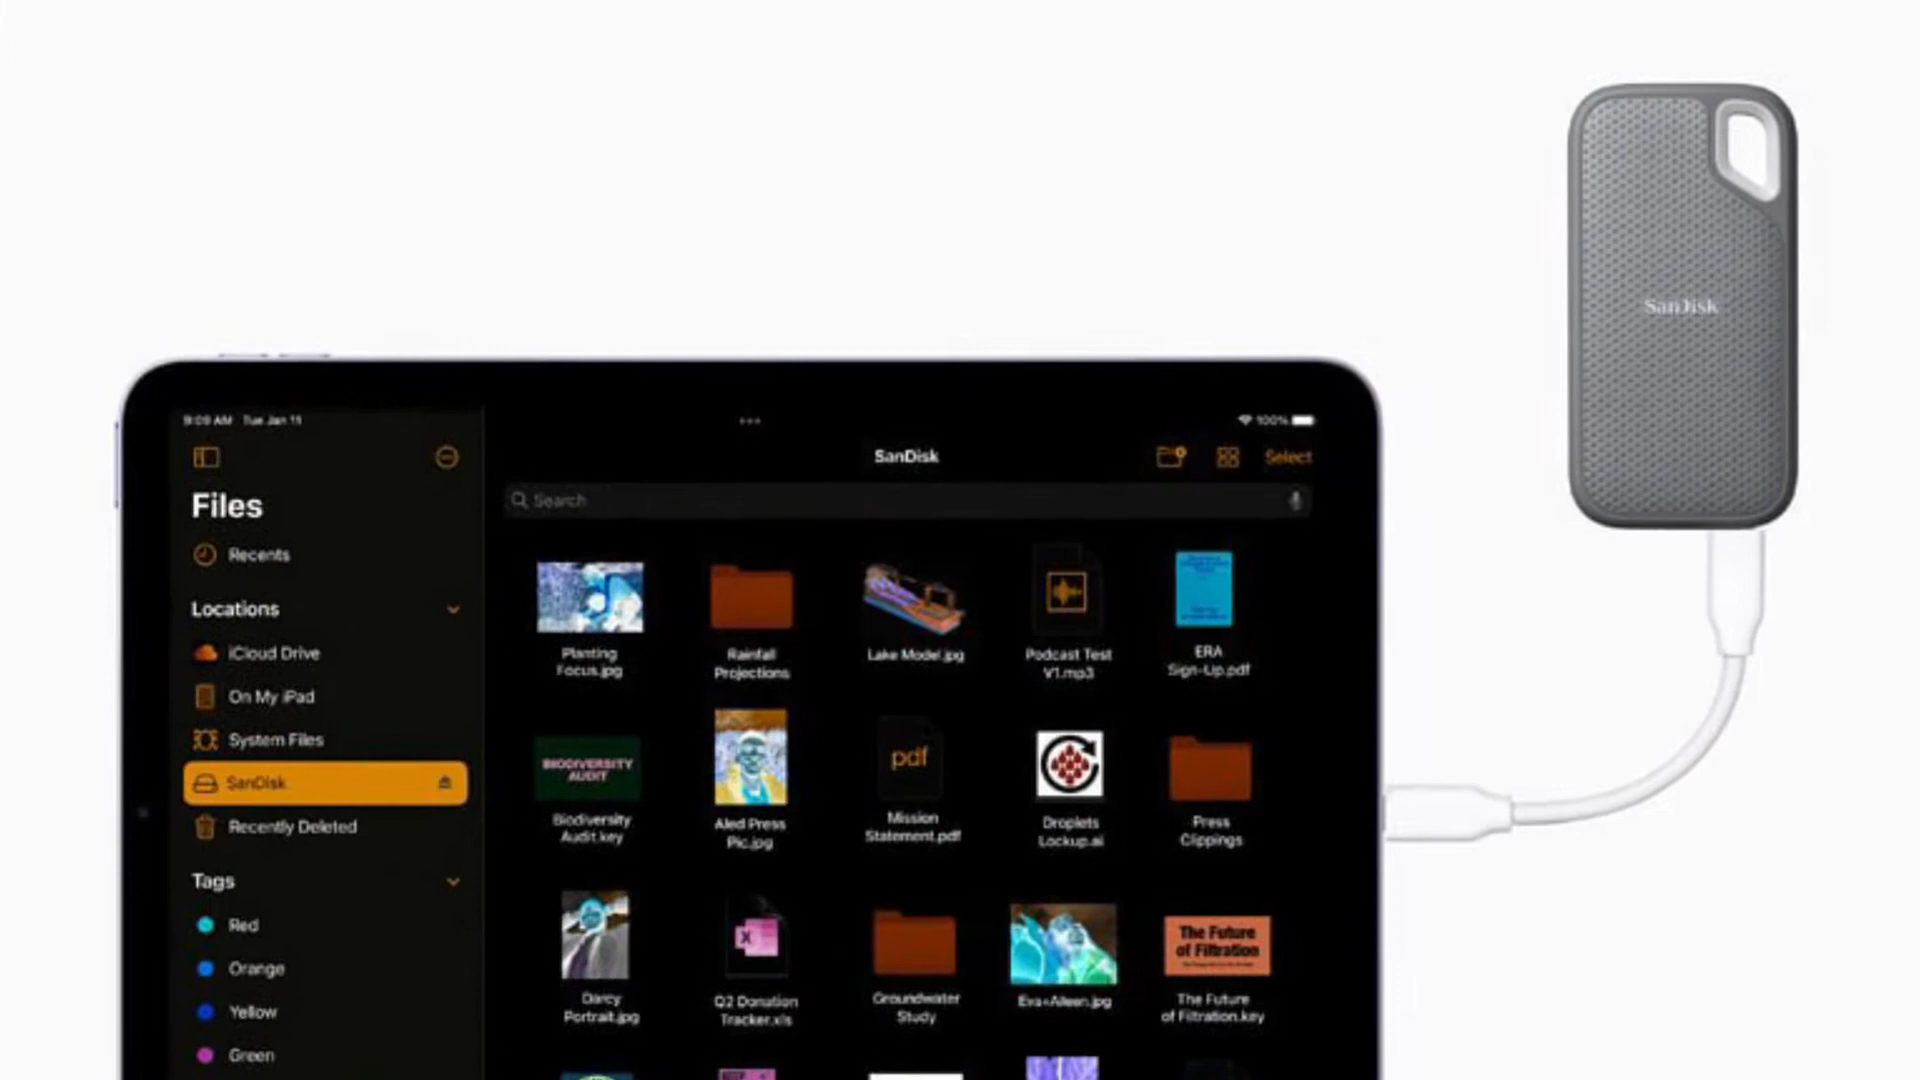 SanDisk
9:09 AM Tue Jan 11
100%
Files
Recents
Locations
iCloud Drive
On My iPad
System Files
SanDisk
Recently Deleted
Tags
Red
Orange
Yellow
Green
SanDisk
Select
Search
Planting
Focus.jpg
Rainfall
Projections
Lake Model.jpg
Podcast Test
V1.mp3
ERA
Sign-Up.pdf
BIODIVERSITY
AUDIT
Biodiversity
Audit.key
Aled Press
Pic.jpg
pdf
Mission
Statement.pdf
Droplets
Lockup.ai
Press
Clippings
Darcy
Portrait.jpg
X
Q2 Donation
Tracker.xls
Groundwater
Study
Eva+Aileen.jpg
The Future
of Filtration
The Future
of Filtration.key